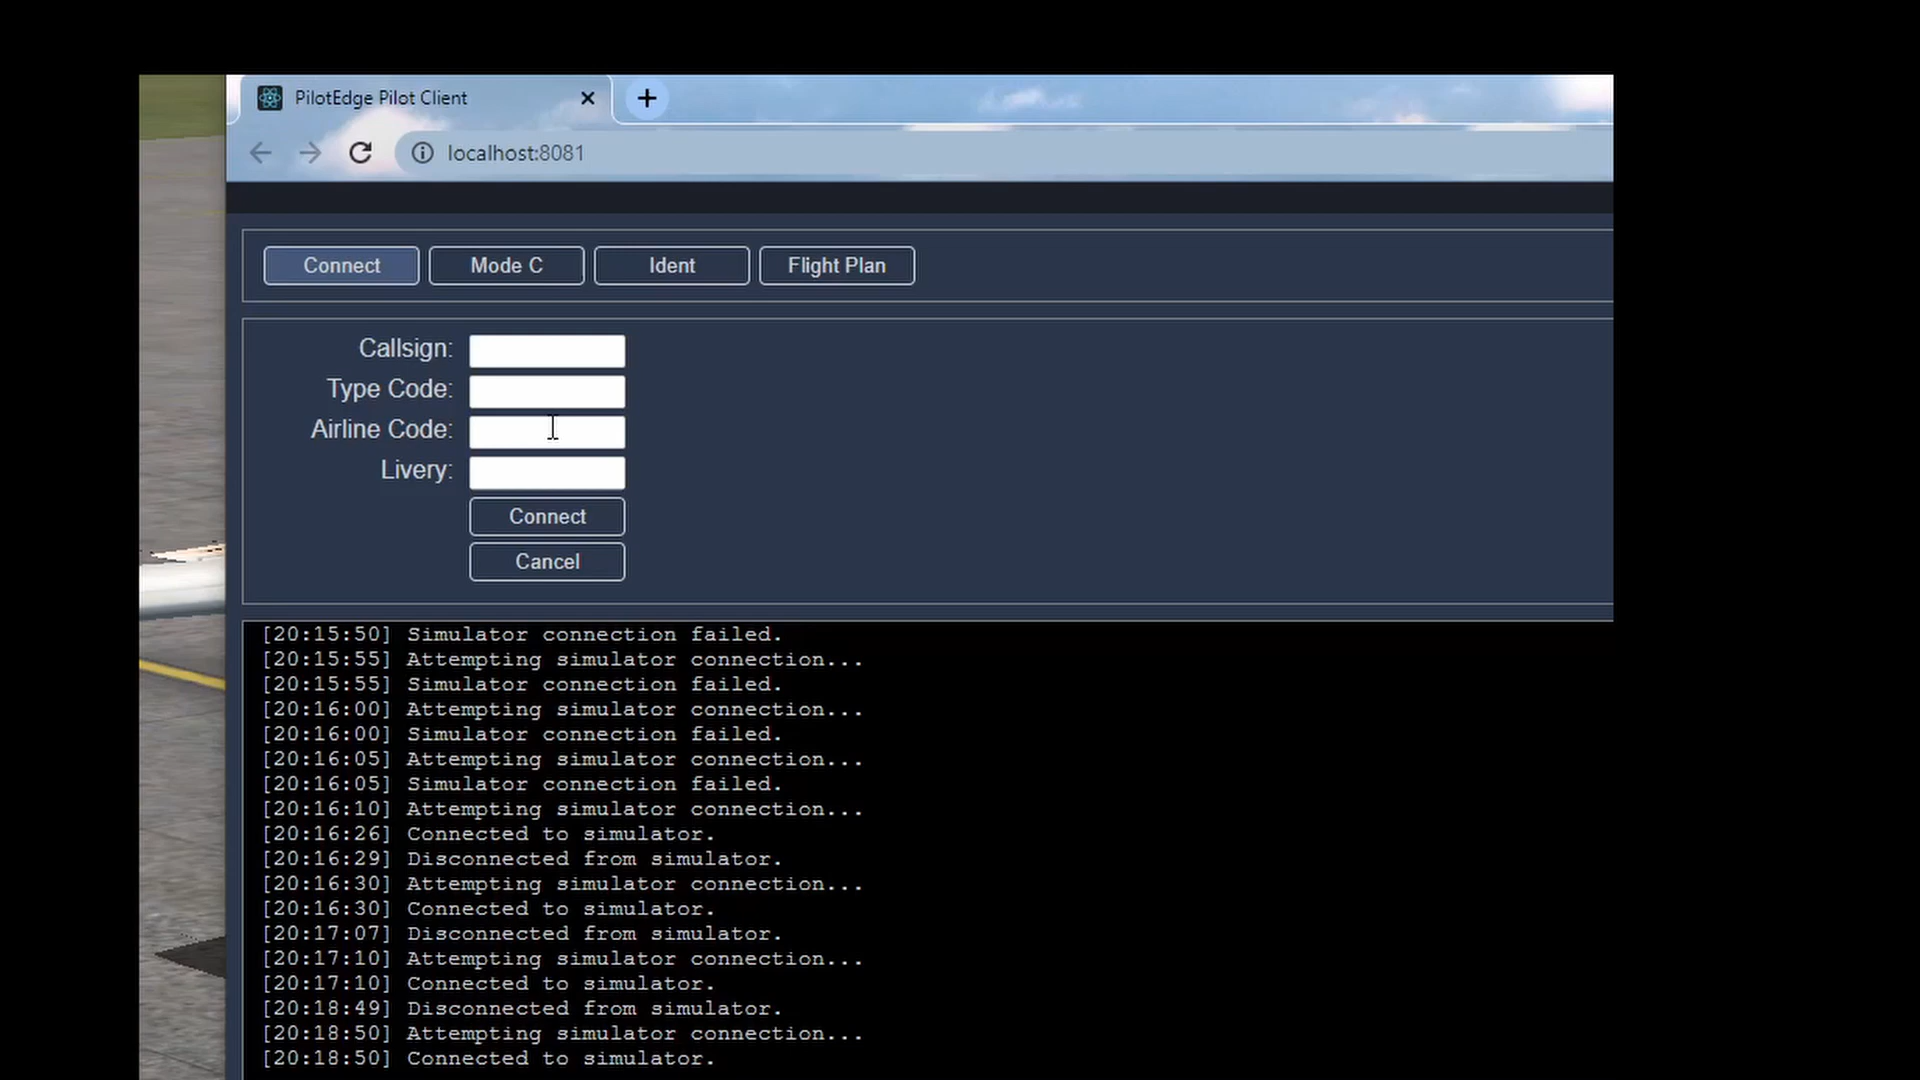 PilotEdge Pilot Client
localhost:8081
Connect Mode C Ident Flight Plan
Callsign:
Type Code:
Airline Code:
Livery:
Connect
Cancel
[20:15:50] Simulator connection failed.
[20:15:55] Attempting simulator connection...
[20:15:55] Simulator connection failed.
[20:16:00] Attempting simulator connection...
[20:16:00] Simulator connection failed.
[20:16:05] Attempting simulator connection...
[20:16:05] Simulator connection failed.
[20:16:10] Attempting simulator connection...
[20:16:26] Connected to simulator.
[20:16:29] Disconnected from simulator.
[20:16:30] Attempting simulator connection...
[20:16:30] Connected to simulator.
[20:17:07] Disconnected from simulator.
[20:17:10] Attempting simulator connection...
[20:17:10] Connected to simulator.
[20:18:49] Disconnected from simulator.
[20:18:50] Attempting simulator connection...
[20:18:50] Connected to simulator.